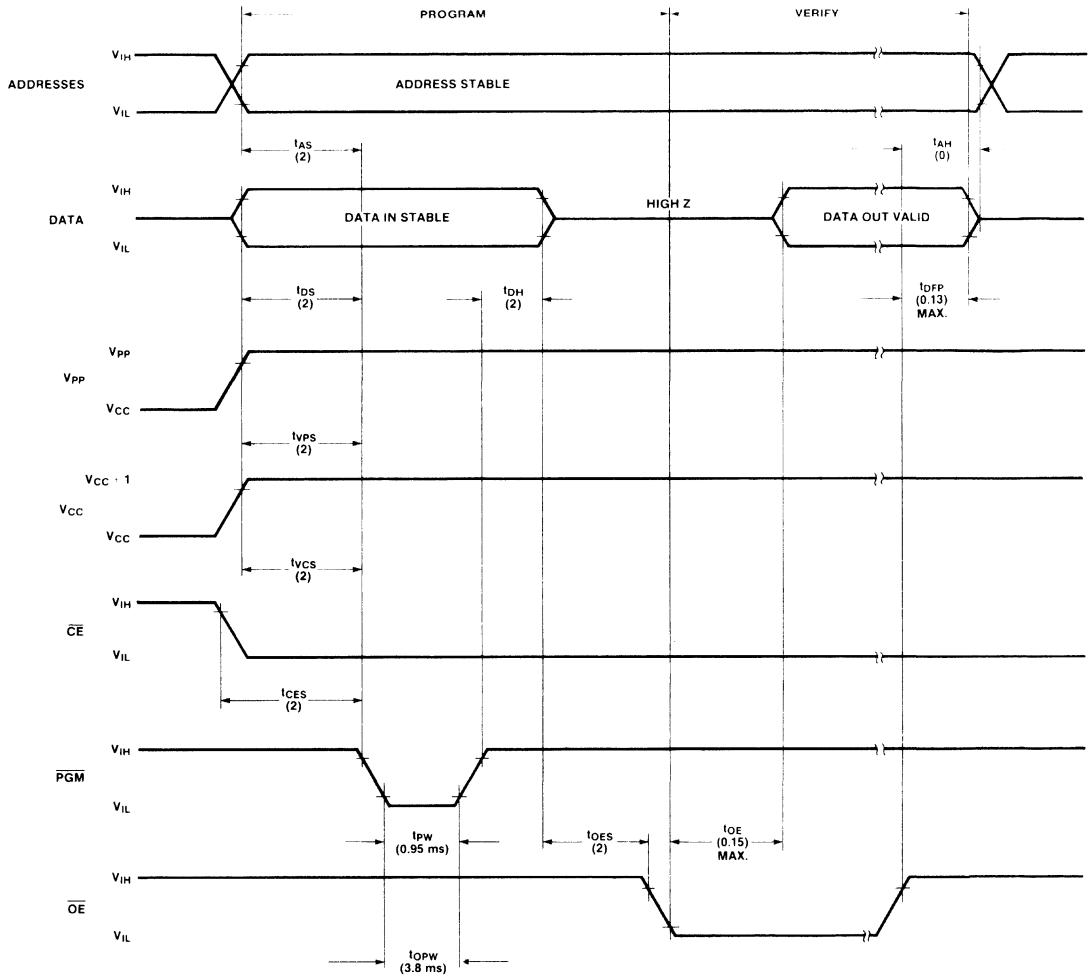 PROGRAM
VERIFY
VIH
ADDRESSES
ADDRESS STABLE
VIL
tAS
(2)
tAH
(0)
VIH
DATA
DATA IN STABLE
HIGH Z
DATA OUT VALID
VIL
tDS
(2)
tDH
(2)
tDFP
(0.13)
MAX.
VPP
VPP
VCC
tVPS
(2)
VCC + 1
VCC
VCC
tVCS
(2)
VIH
CE
VIL
tCES
(2)
VIH
PGM
VIL
tPW
(0.95 ms)
tOES
(2)
tOE
(0.15)
MAX.
VIH
OE
VIL
tOPW
(3.8 ms)